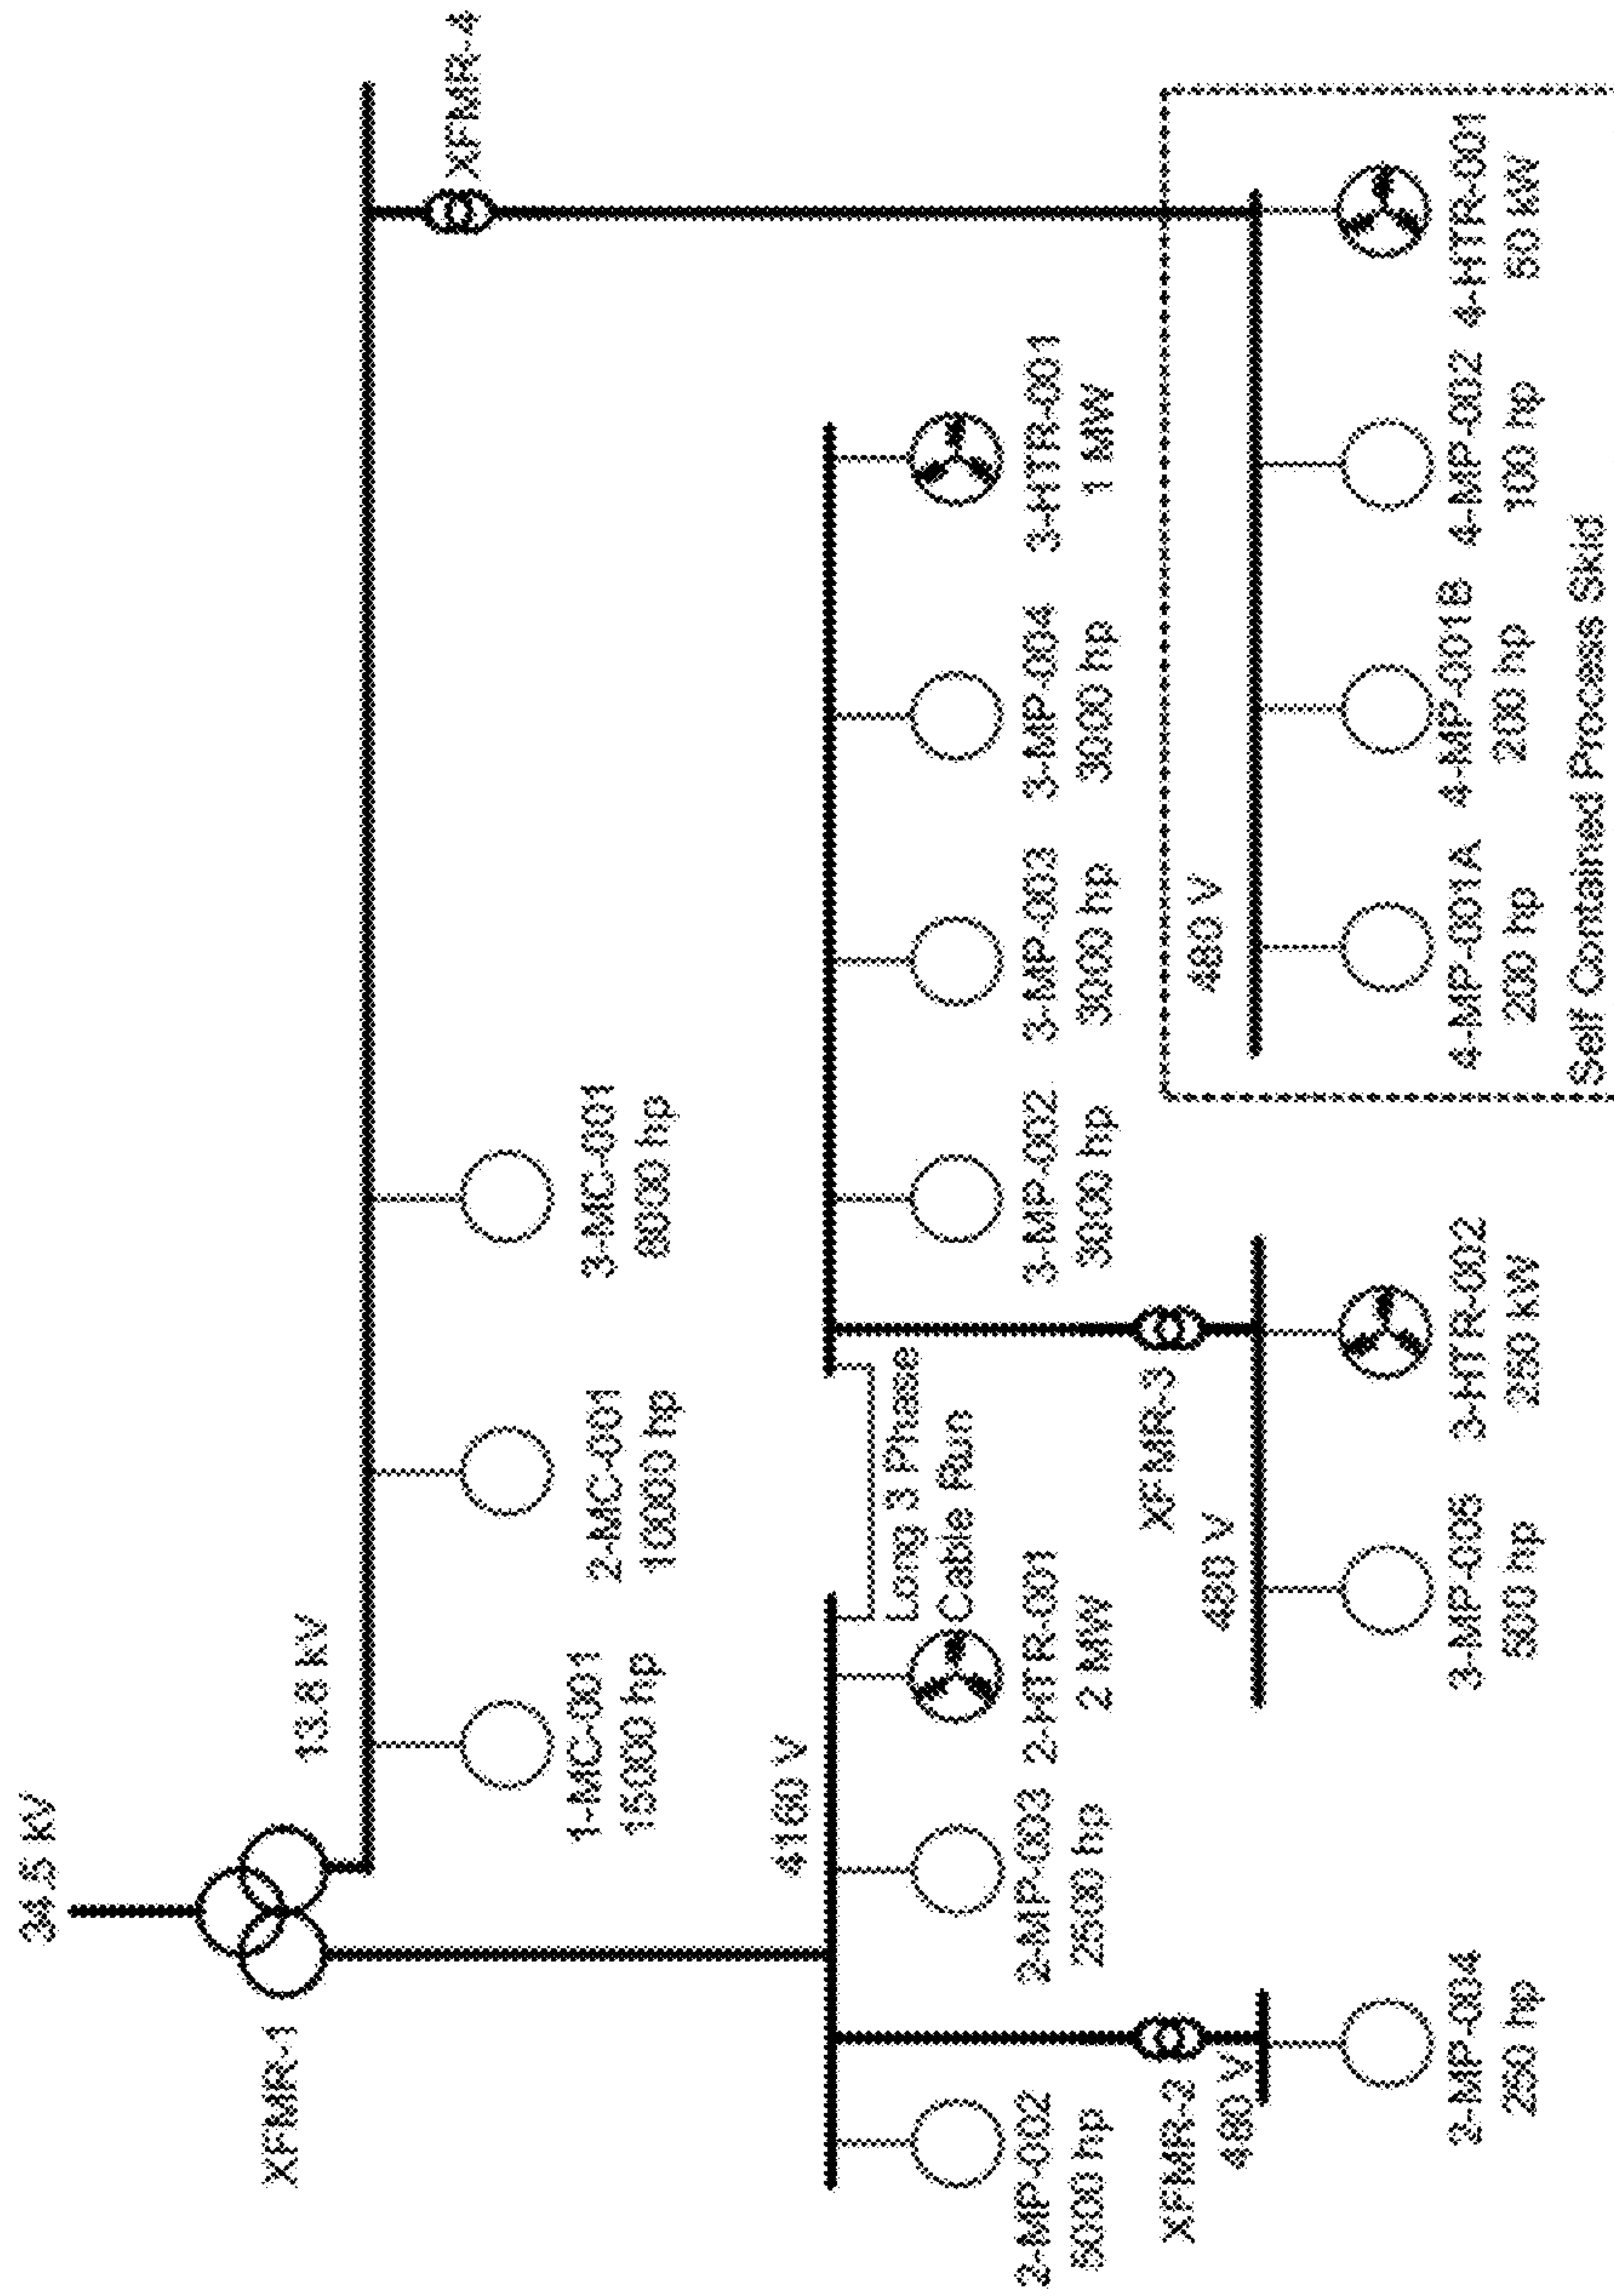 34.5 kV
XFMR-1
13.8 kV
XFMR-4
1-MC-001
15000 hp
2-MC-001
10000 hp
3-MC-001
8000 hp
4160 V
2-MP-002
5000 hp
2-MP-003
2500 hp
2-HTR-001
2 MW
Long 3 Phase
Cable Run
3-MP-002
3000 hp
3-MP-003
3000 hp
3-MP-004
3000 hp
3-HTR-001
1 MW
XFMR-2
480 V
2-MP-004
250 hp
XFMR-3
480 V
3-MP-005
500 hp
3-HTR-002
250 kW
480 V
4-MP-001A
200 hp
4-MP-001B
200 hp
4-MP-002
100 hp
4-HTR-001
50 kW
Self Contained Process Skid